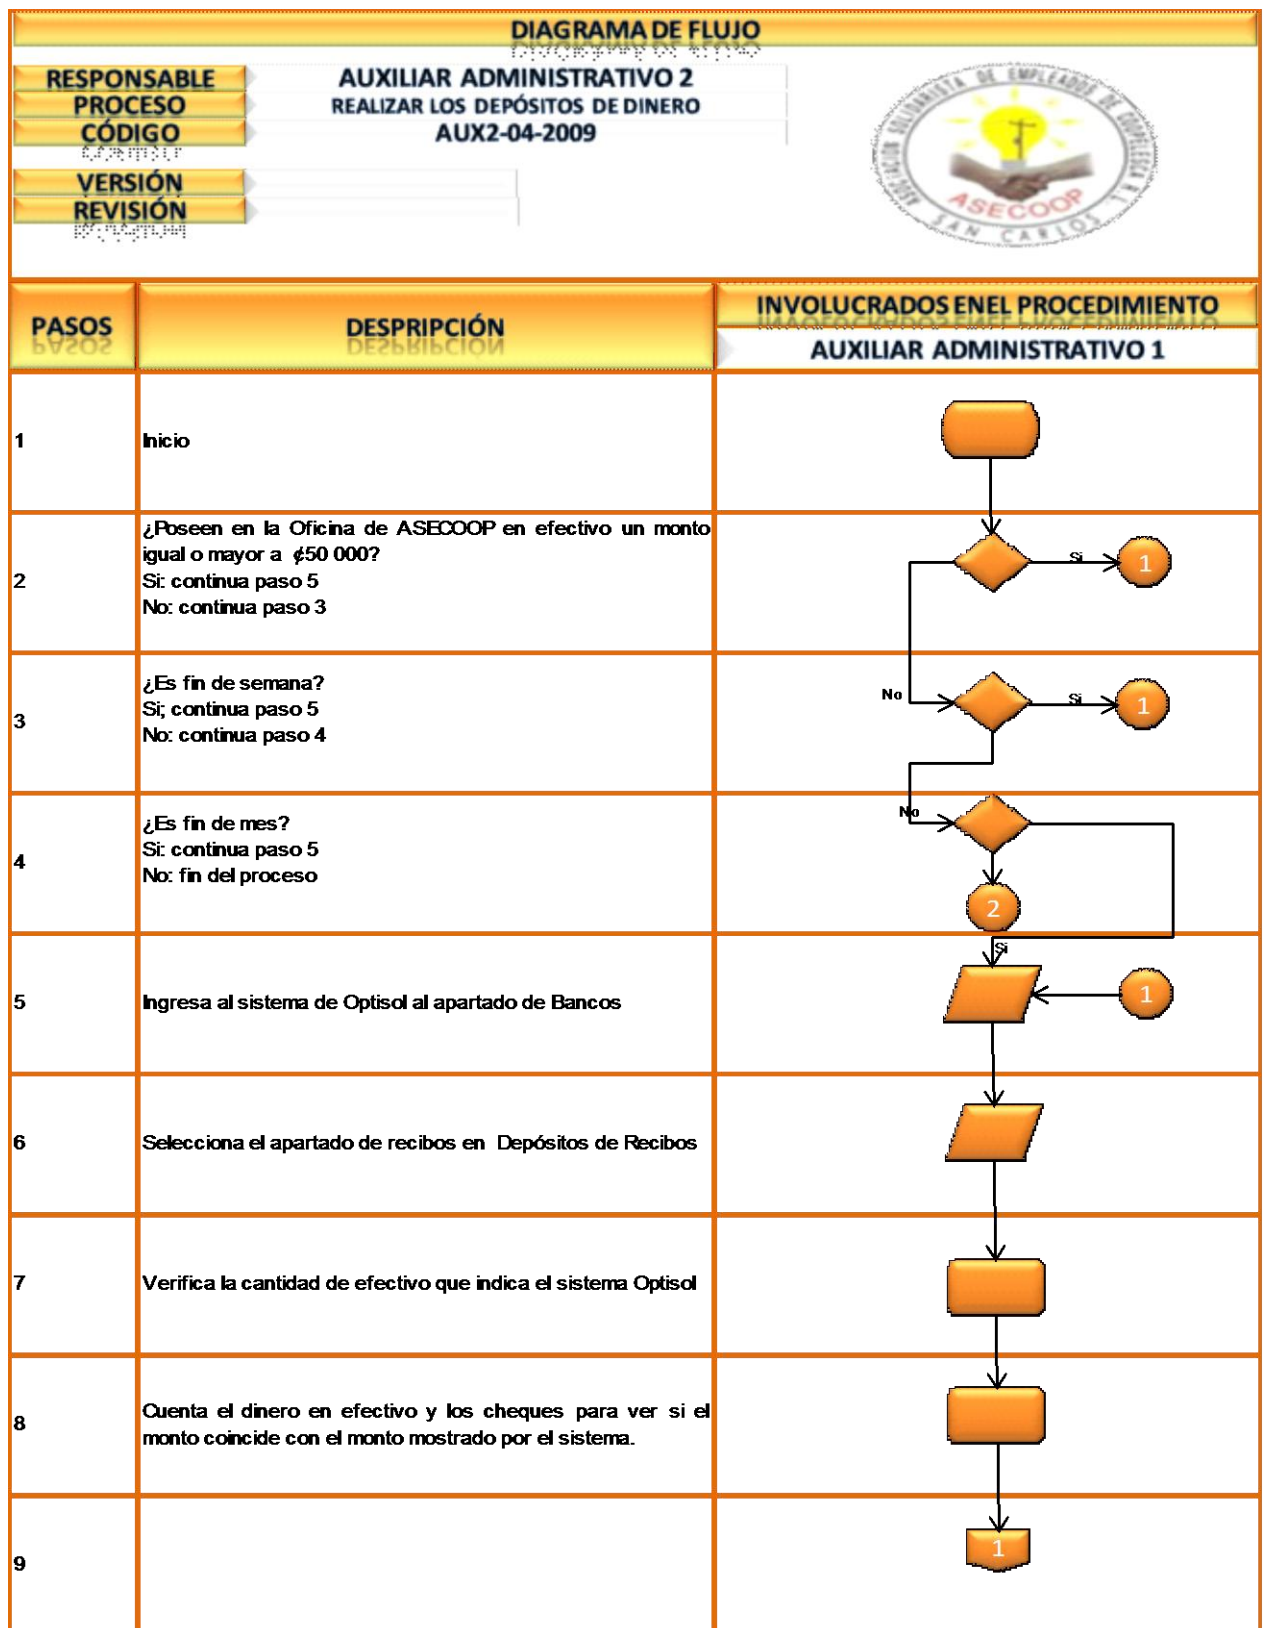 DIAGRAMA DE FLUJO
RESPONSABLE AUXILIAR ADMINISTRATIVO 2
PROCESO REALIZAR LOS DEPÓSITOS DE DINERO
CÓDIGO AUX2-04-2009
VERSIÓN
REVISIÓN
ASOCIACION SOLIDARISTA DE EMPLEADOS DE COOPELESCA R.L.
ASECOOP
SAN CARLOS
PASOS DESPRIPCIÓN INVOLUCRADOS ENEL PROCEDIMIENTO
AUXILIAR ADMINISTRATIVO 1
1 Inicio
2 ¿Poseen en la Oficina de ASECOOP en efectivo un monto
igual o mayor a ¢50 000?
Si: continua paso 5
No: continua paso 3
Si 1
3 ¿Es fin de semana?
Si; continua paso 5
No: continua paso 4
No Si 1
4 ¿Es fin de mes?
Si: continua paso 5
No: fin del proceso
No
2
Si
5 Ingresa al sistema de Optisol al apartado de Bancos
1
6 Selecciona el apartado de recibos en Depósitos de Recibos
7 Verifica la cantidad de efectivo que indica el sistema Optisol
8 Cuenta el dinero en efectivo y los cheques para ver si el
monto coincide con el monto mostrado por el sistema.
9
1